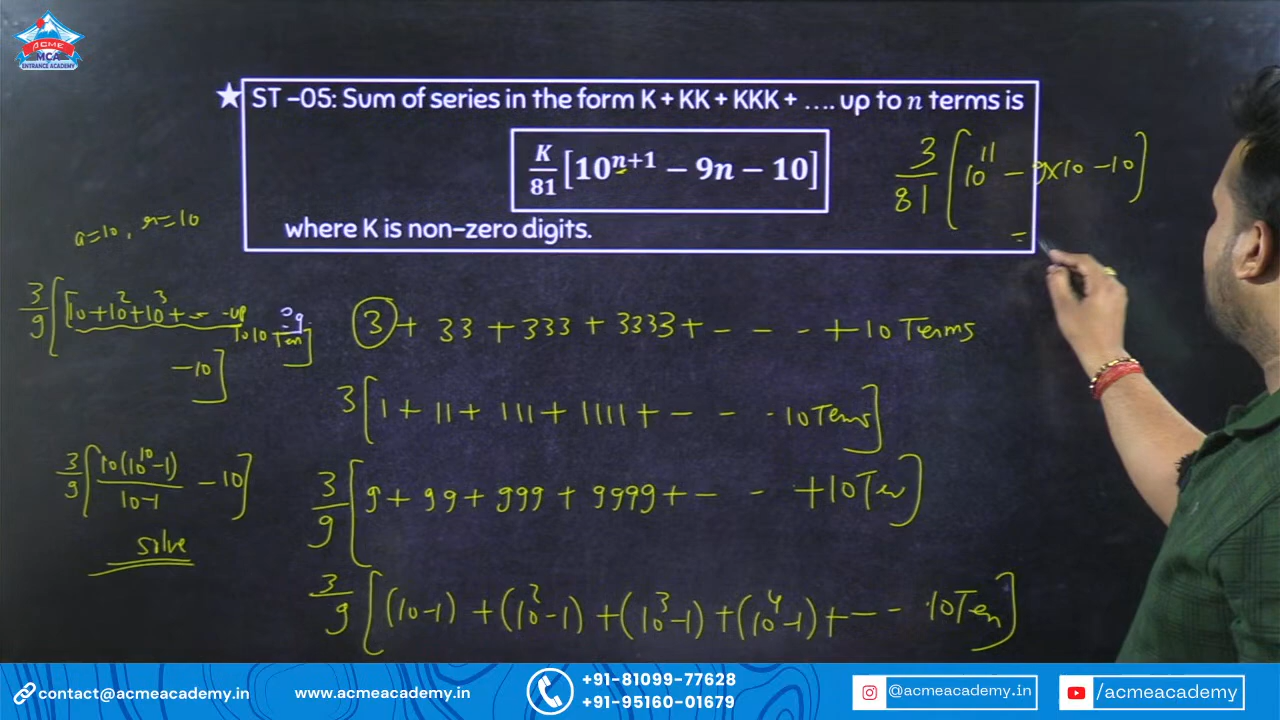 ACME
MCA
ENTRANCE ACADEMY
★ ST –05: Sum of series in the form K + KK + KKK + .... up to n terms is
K/81 [10^{n+1} − 9n − 10]
where K is non-zero digits.
3/81 [10^11 − 9×10 − 10]
=
a=10, r=10
3/9 [[10+10^2+10^3+ - - -up
To 10 Ten]
−10]
3/9 [10(10^10−1)/10−1 − 10]
solve
3 + 33 + 333 + 3333 + - - - + 10 Terms
3 [1 + 11 + 111 + 1111 + - - - 10 Tems]
3/9 [9 + 99 + 999 + 9999 + - - + 10 Ten]
3/9 [(10−1) + (10^2−1) + (10^3−1) + (10^4−1) + - - - 10 Ten]
contact@acmeacademy.in
www.acmeacademy.in
+91-81099-77628
+91-95160-01679
@acmeacademy.in
/acmeacademy